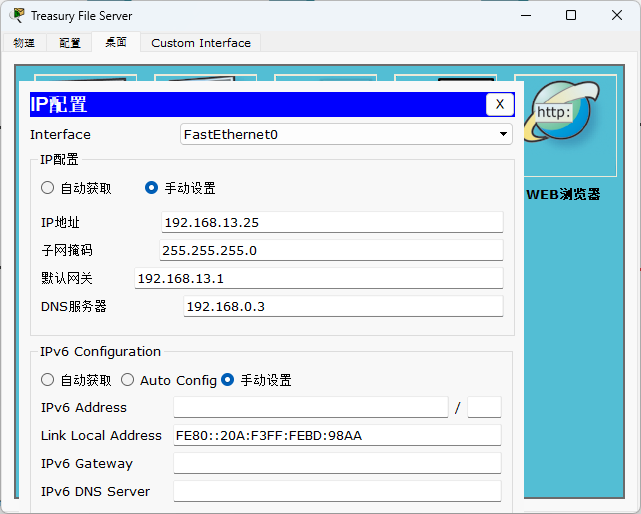 Treasury File Server
物理 配置 桌面 Custom Interface
http:
WEB浏览器
IP配置 X
Interface FastEthernet0
IP配置
自动获取 手动设置
IP地址 192.168.13.25
子网掩码 255.255.255.0
默认网关 192.168.13.1
DNS服务器 192.168.0.3
IPv6 Configuration
自动获取 Auto Config 手动设置
IPv6 Address /
Link Local Address FE80::20A:F3FF:FEBD:98AA
IPv6 Gateway
IPv6 DNS Server